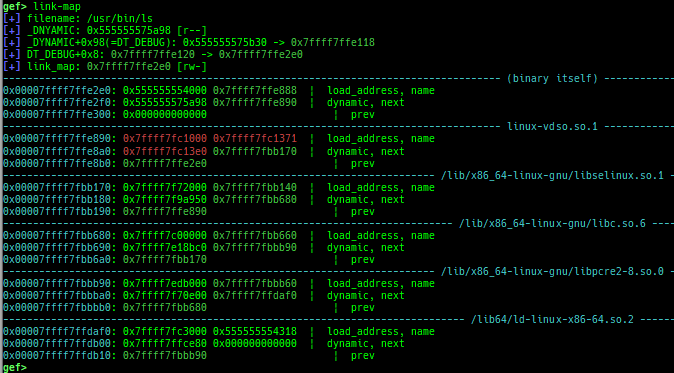 gef> link-map
[+] filename: /usr/bin/ls
[+] _DNYAMIC: 0x555555575a98 [r--]
[+] _DYNAMIC+0x98(=DT_DEBUG): 0x555555575b30 -> 0x7ffff7ffe118
[+] DT_DEBUG+0x8: 0x7ffff7ffe120 -> 0x7ffff7ffe2e0
[+] link_map: 0x7ffff7ffe2e0 [rw-]
(binary itself)
0x00007ffff7ffe2e0: 0x555555554000 0x7ffff7ffe888 | load_address, name
0x00007ffff7ffe2f0: 0x555555575a98 0x7ffff7ffe890 | dynamic, next
0x00007ffff7ffe300: 0x000000000000 | prev
linux-vdso.so.1
0x00007ffff7ffe890: 0x7ffff7fc1000 0x7ffff7fc1371 | load_address, name
0x00007ffff7ffe8a0: 0x7ffff7fc13e0 0x7ffff7fbb170 | dynamic, next
0x00007ffff7ffe8b0: 0x7ffff7ffe2e0 | prev
/lib/x86_64-linux-gnu/libselinux.so.1
0x00007ffff7fbb170: 0x7ffff7f72000 0x7ffff7fbb140 | load_address, name
0x00007ffff7fbb180: 0x7ffff7f9a950 0x7ffff7fbb680 | dynamic, next
0x00007ffff7fbb190: 0x7ffff7ffe890 | prev
/lib/x86_64-linux-gnu/libc.so.6
0x00007ffff7fbb680: 0x7ffff7c00000 0x7ffff7fbb660 | load_address, name
0x00007ffff7fbb690: 0x7ffff7e18bc0 0x7ffff7fbbb90 | dynamic, next
0x00007ffff7fbb6a0: 0x7ffff7fbb170 | prev
/lib/x86_64-linux-gnu/libpcre2-8.so.0
0x00007ffff7fbbb90: 0x7ffff7edb000 0x7ffff7fbbb60 | load_address, name
0x00007ffff7fbbba0: 0x7ffff7f70e00 0x7ffff7ffdaf0 | dynamic, next
0x00007ffff7fbbbb0: 0x7ffff7fbb680 | prev
/lib64/ld-linux-x86-64.so.2
0x00007ffff7ffdaf0: 0x7ffff7fc3000 0x555555554318 | load_address, name
0x00007ffff7ffdb00: 0x7ffff7ffce80 0x000000000000 | dynamic, next
0x00007ffff7ffdb10: 0x7ffff7fbbb90 | prev
gef>